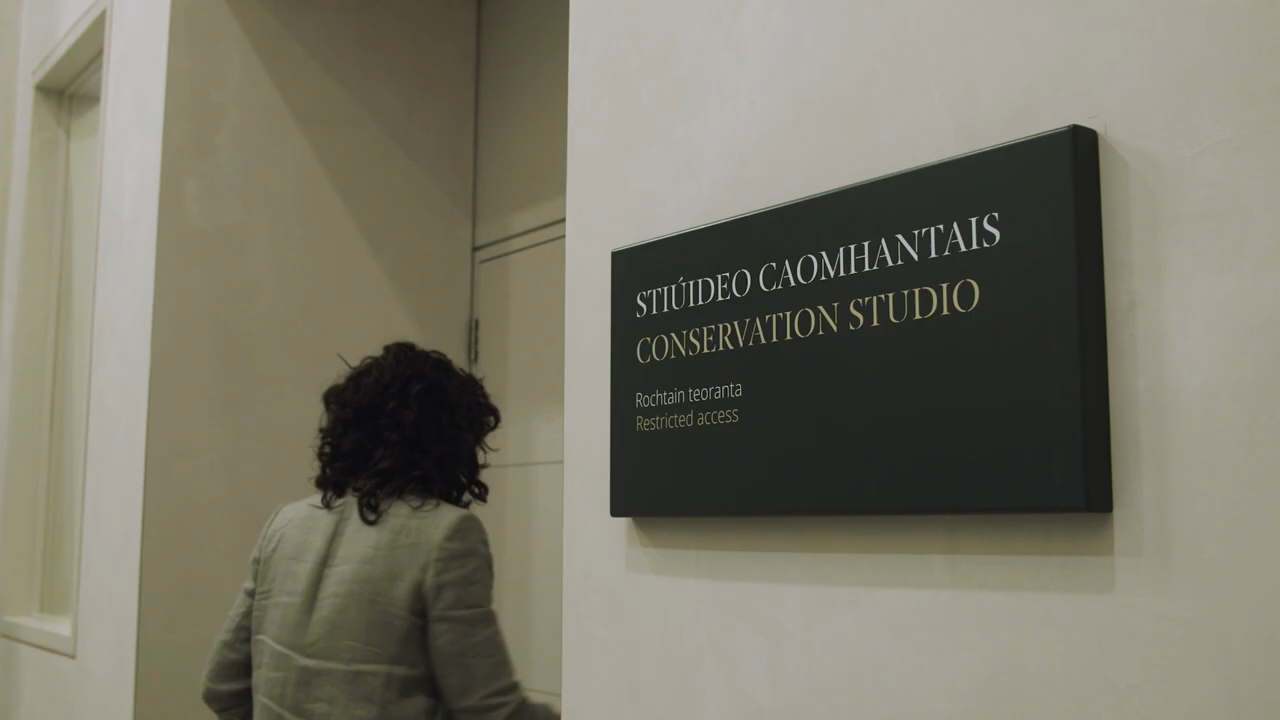 STIÚIDEO CAOMHANTAIS
CONSERVATION STUDIO
Rochtain teoranta
Restricted access